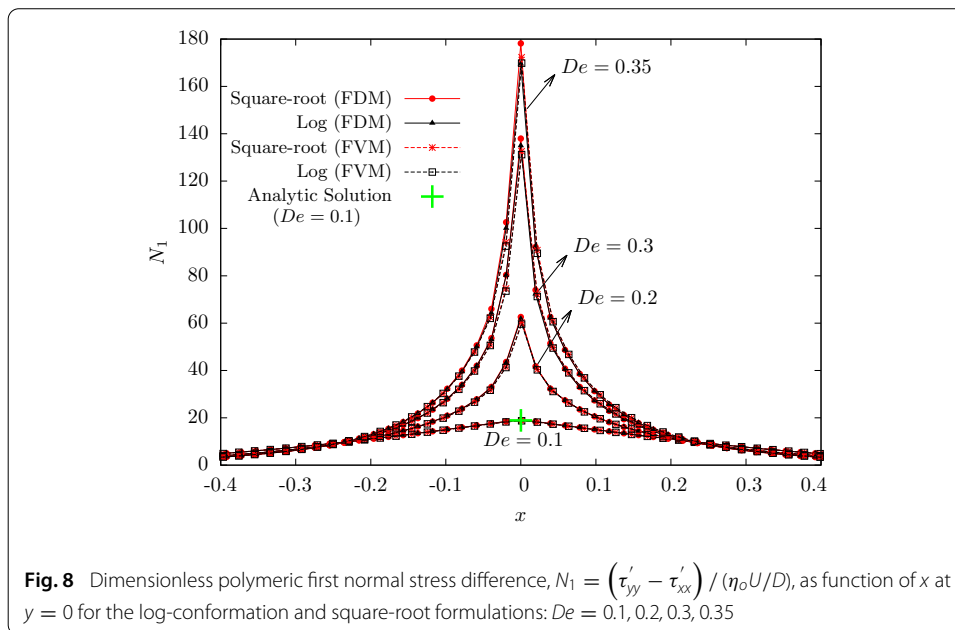 180
160
140
120
100
80
60
40
20
0
N₁
Square-root (FDM)
Log (FDM)
Square-root (FVM)
Log (FVM)
Analytic Solution
(De = 0.1)
De = 0.35
De = 0.3
De = 0.2
De = 0.1
-0.4 -0.3 -0.2 -0.1 0 0.1 0.2 0.3 0.4
x
Fig. 8 Dimensionless polymeric first normal stress difference, N₁ = (τ′yy − τ′xx) / (ηₒU/D), as function of x at
y = 0 for the log-conformation and square-root formulations: De = 0.1, 0.2, 0.3, 0.35